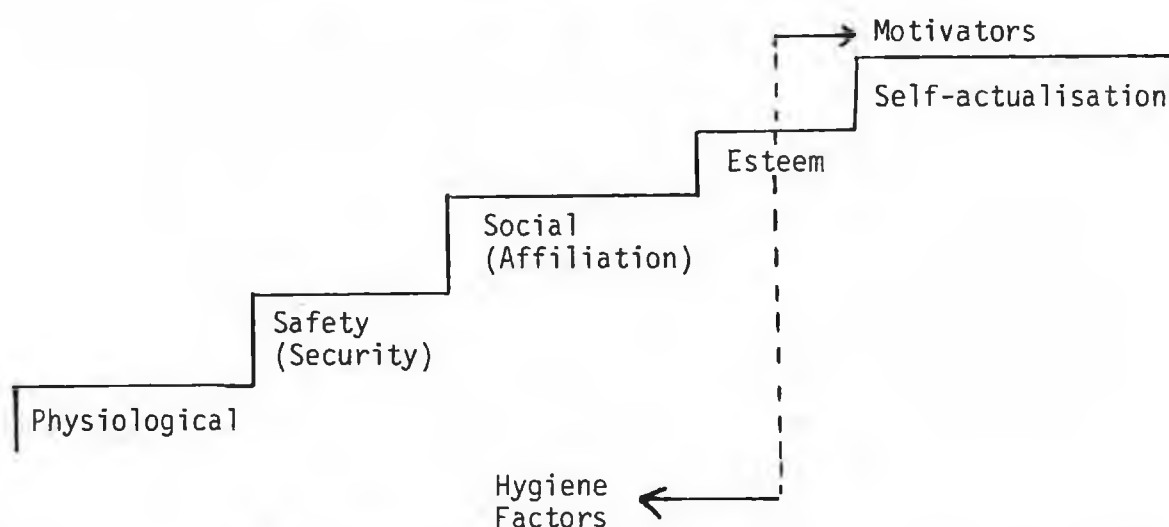 Motivators
Self-actualisation
Esteem
Social
(Affiliation)
Safety
(Security)
Physiological
Hygiene
Factors